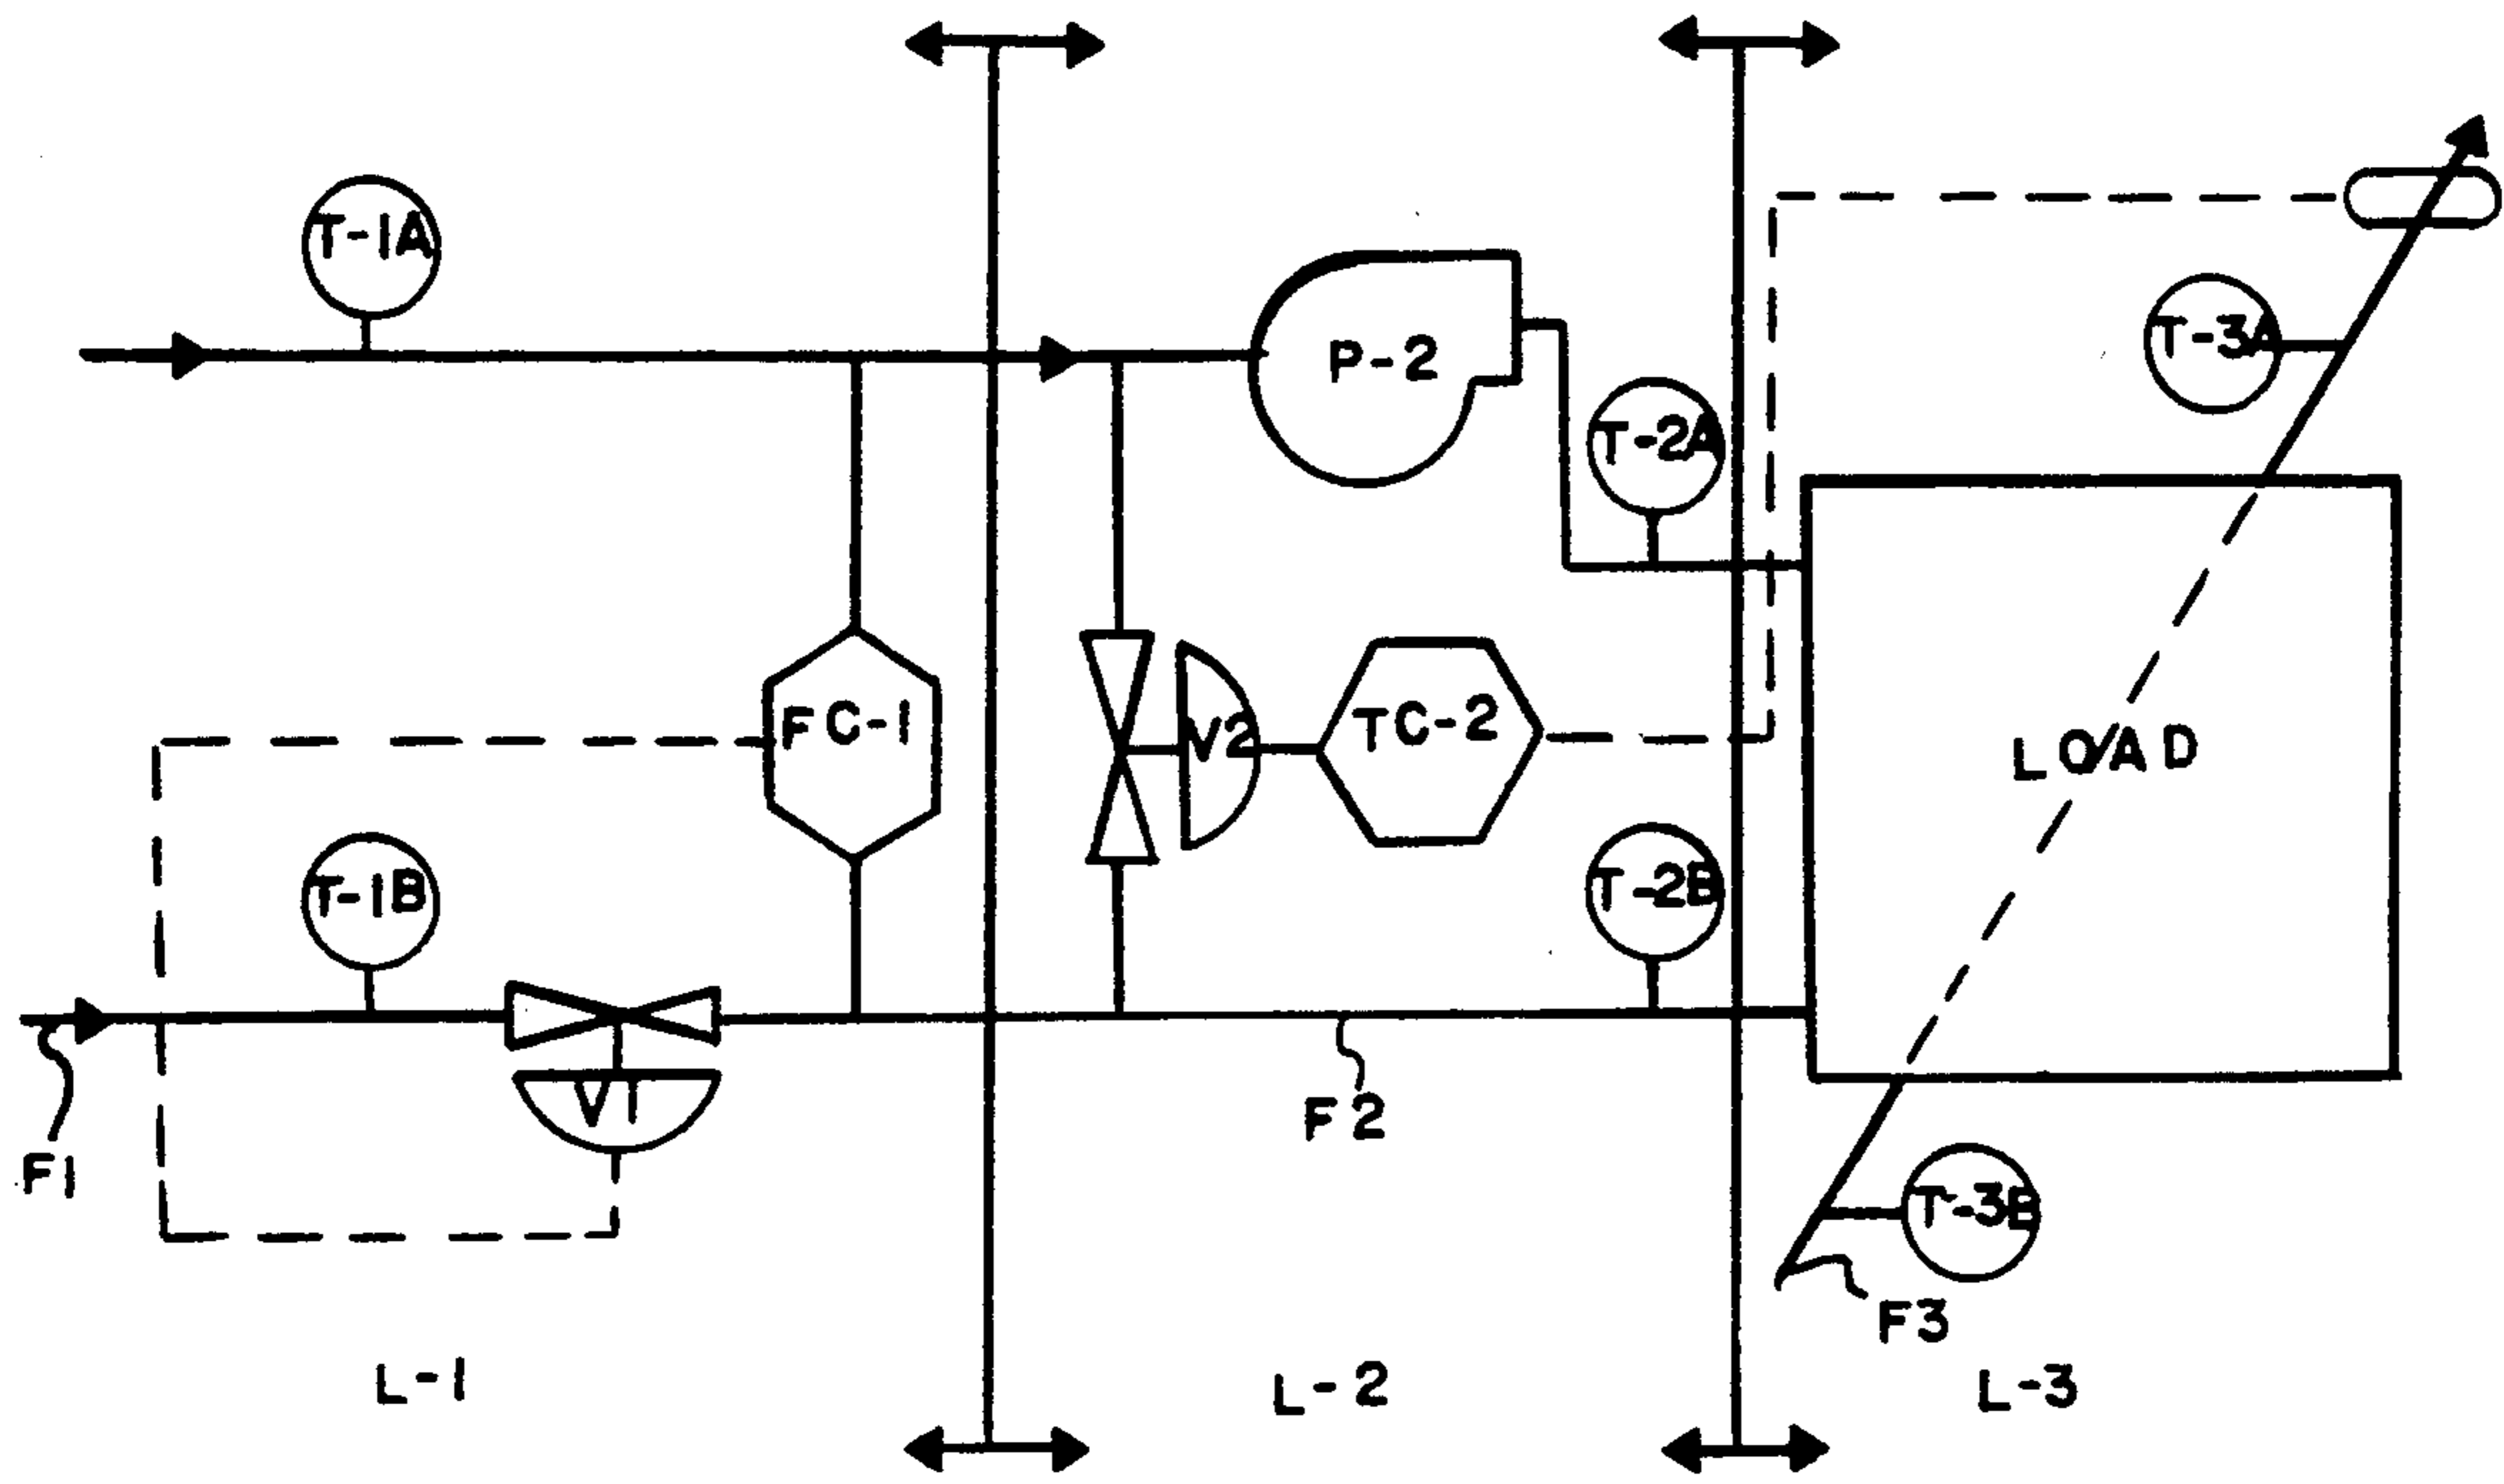 T-1A
P-2
T-3A
T-2A
FC-1
V2
TC-2
LOAD
T-1B
T-2B
V1
F1
F2
T-3B
F3
L-1
L-2
L-3